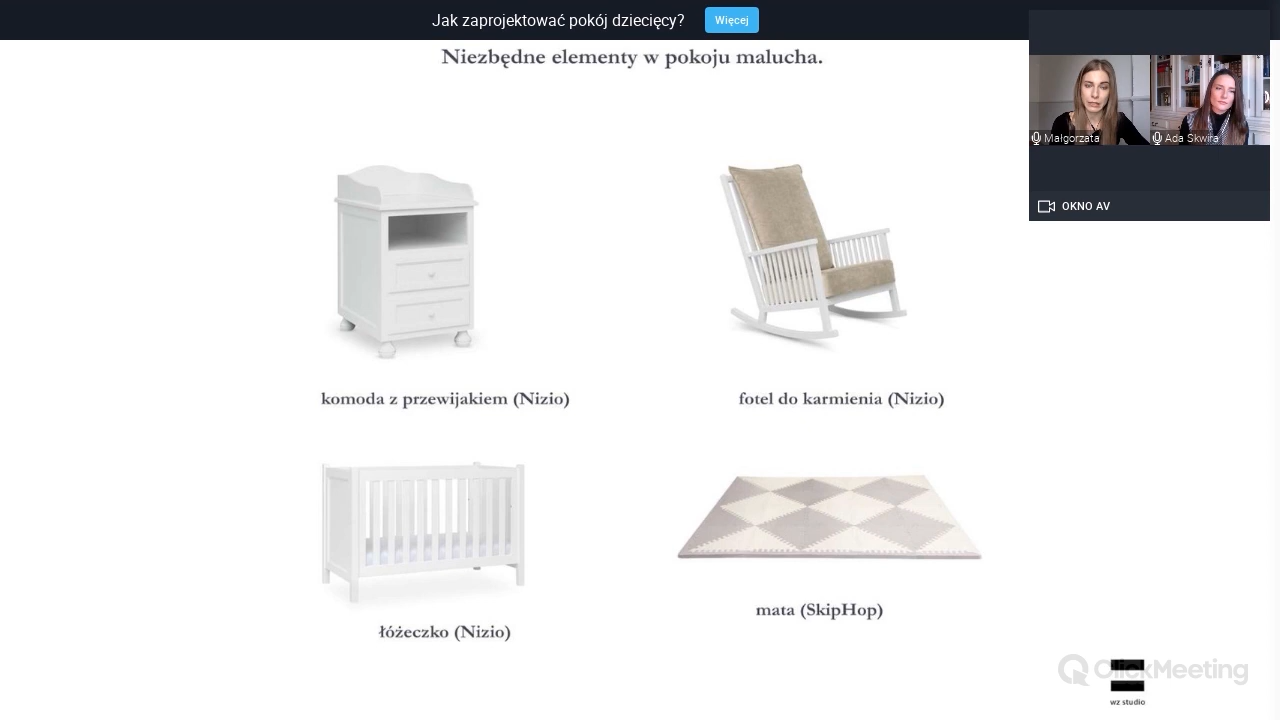 Jak zaprojektować pokój dziecięcy?
Więcej
Niezbędne elementy w pokoju malucha.
Małgorzata
Ada Skwira
OKNO AV
komoda z przewijakiem (Nizio)
fotel do karmienia (Nizio)
łóżeczko (Nizio)
mata (SkipHop)
ClickMeeting
wz studio